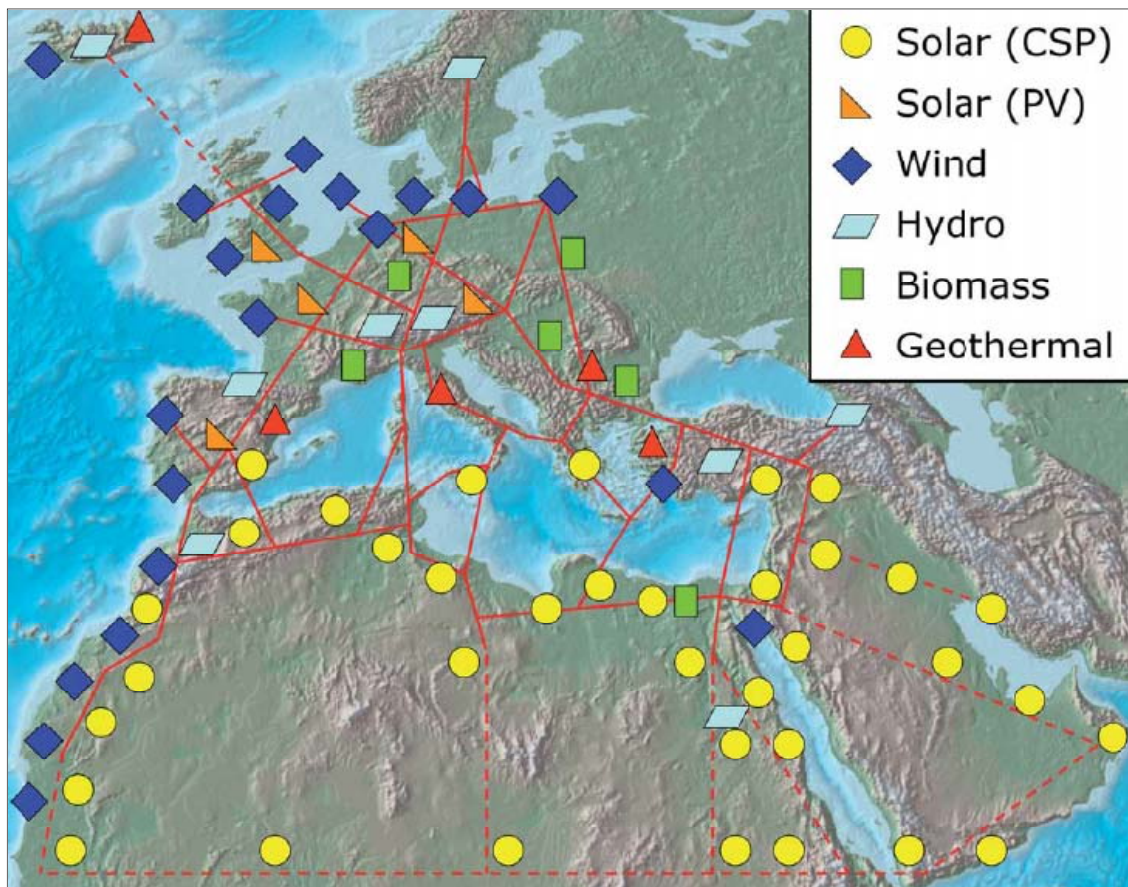 Solar (CSP)
Solar (PV)
Wind
Hydro
Biomass
Geothermal